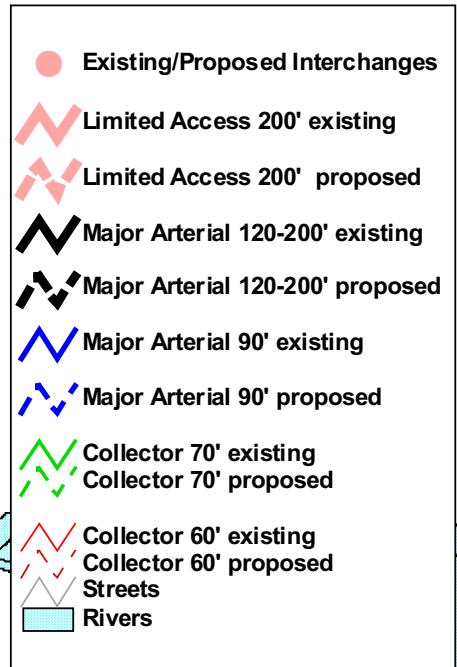 Existing/Proposed Interchanges
Limited Access 200' existing
Limited Access 200' proposed
Major Arterial 120-200' existing
Major Arterial 120-200' proposed
Major Arterial 90' existing
Major Arterial 90' proposed
Collector 70' existing
Collector 70' proposed
Collector 60' existing
Collector 60' proposed
Streets
Rivers